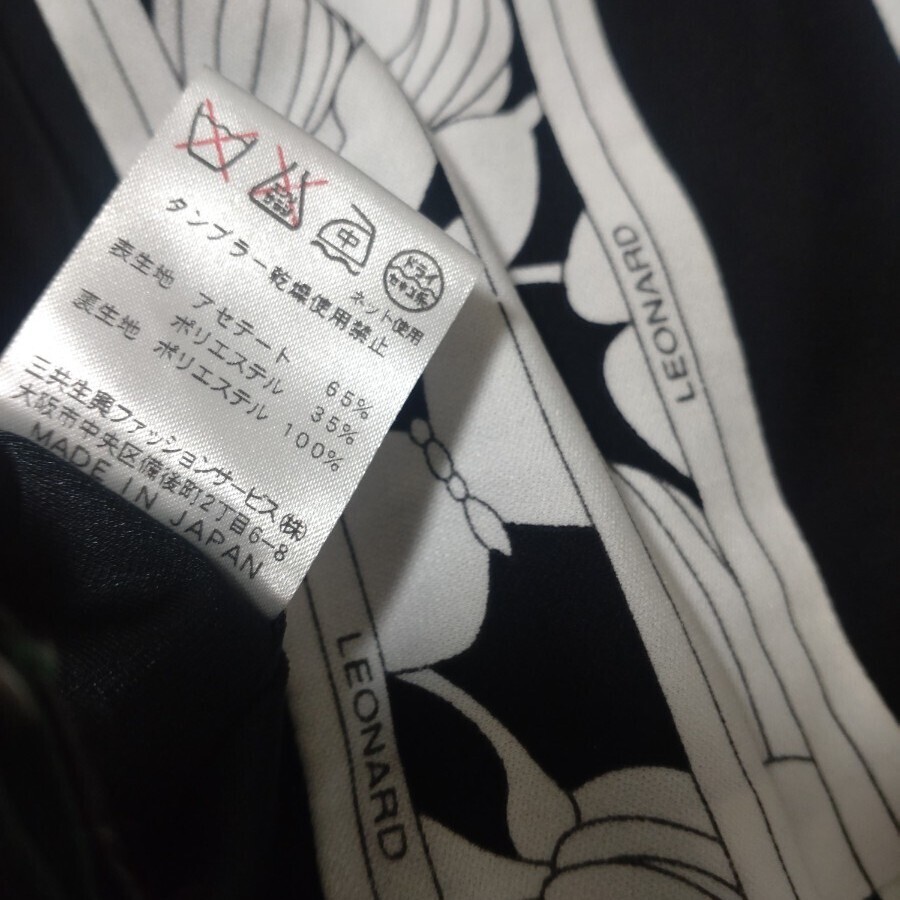 中
ドライ
セキユ系
ネット使用
タンブラー乾燥使用禁止
表生地 アセテート 65%
ポリエステル 35%
裏生地 ポリエステル 100%
三共生興ファッションサービス(株)
大阪市中央区備後町2丁目6-8
MADE IN JAPAN
LEONARD
LEONARD
LEONARD